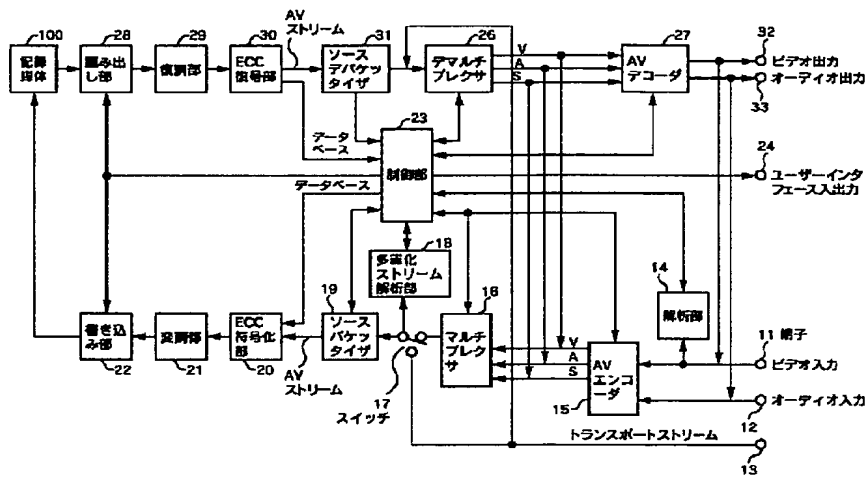 100
28
29
30
AV
ストリーム
31
26
27
32
記録
媒体
読み出
し部
復調部
ECC
復号部
ソース
デパケッ
タイザ
デマルチ
プレクサ
V
A
S
AV
デコーダ
ビデオ出力
オーディオ出力
33
データ
ベース
23
制御部
24
ユーザーインタ
フェース入出力
データベース
18
多重化
ストリーム
解析部
14
解析部
19
16
書き込
み部
22
変調部
21
ECC
符号化
部
20
AV
ストリーム
ソース
パケッ
タイザ
17
スイッチ
マルチ
プレク
サ
V
A
S
AV
エン
コーダ
15
11 端子
ビデオ入力
オーディオ入力
12
トランスポートストリーム
13